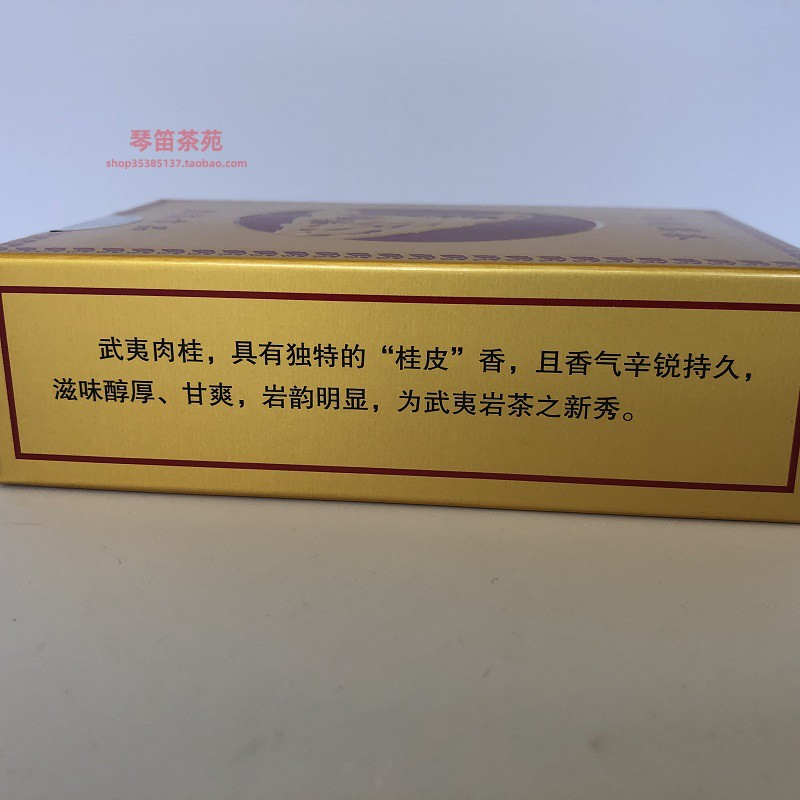 琴笛茶苑
shop35385137.taobao.com
武夷肉桂，具有独特的“桂皮”香，且香气辛锐持久，
滋味醇厚、甘爽，岩韵明显，为武夷岩茶之新秀。